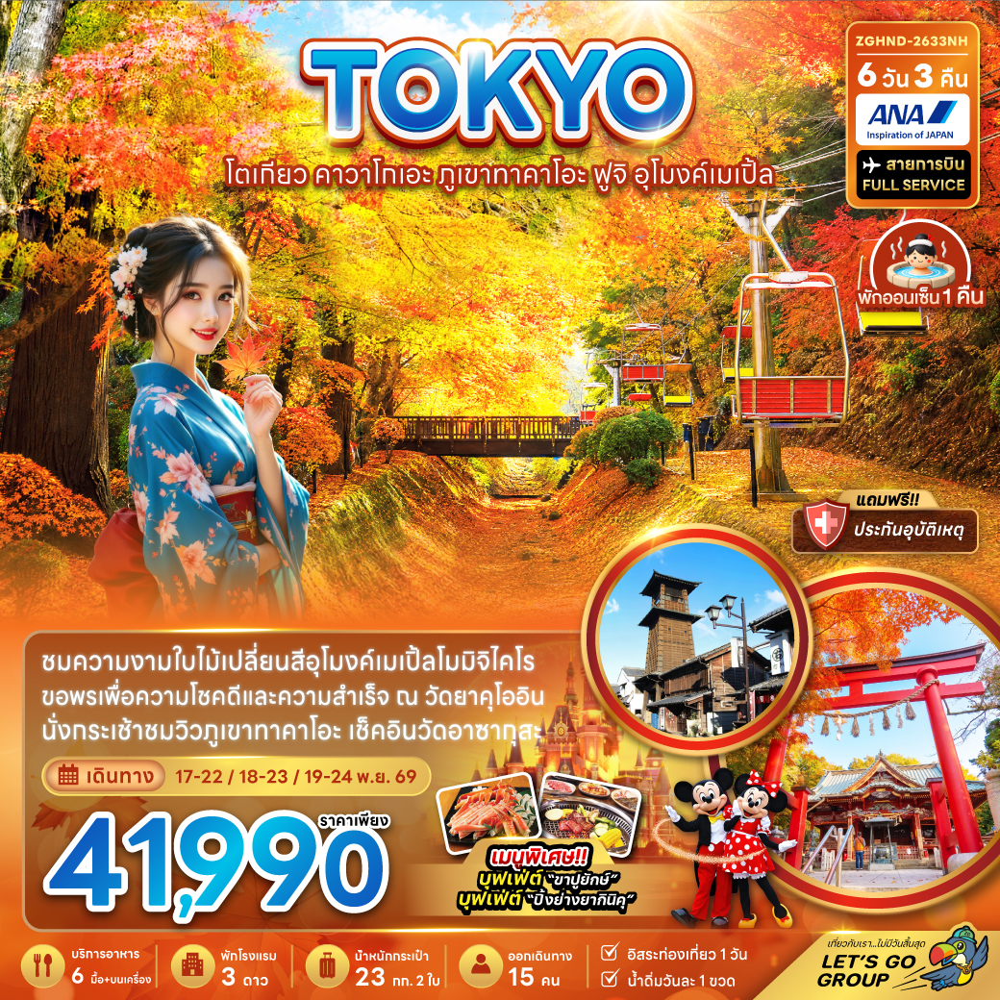 TOKYO
โตเกียว คาวาโกเอะ ภูเขาทาคาโอะ ฟูจิ อุโมงค์เมเปิ้ล
ZGHND-2633NH
6 วัน 3 คืน
ANA
Inspiration of JAPAN
สายการบิน
FULL SERVICE
พักออนเซ็น 1 คืน
แถมฟรี!!
ประกันอุบัติเหตุ
ชมความงามใบไม้เปลี่ยนสีอุโมงค์เมเปิ้ลโมมิจิไคโร
ขอพรเพื่อความโชคดีและความสำเร็จ ณ วัดยาคุโออิน
นั่งกระเช้าชมวิวภูเขาทาคาโอะ เช็คอินวัดอาซากุสะ
เดินทาง 17-22 / 18-23 / 19-24 พ.ย. 69
ราคาเพียง
41,990
เมนูพิเศษ!!
บุฟเฟ่ต์ “ขาปูยักษ์”
บุฟเฟ่ต์ “ปิ้งย่างยากินิคุ”
บริการอาหาร
6 มื้อ+บนเครื่อง
พักโรงแรม
3 ดาว
น้ำหนักกระเป๋า
23 กก. 2 ใบ
ออกเดินทาง
15 คน
อิสระท่องเที่ยว 1 วัน
น้ำดื่มวันละ 1 ขวด
เที่ยวกับเรา...ไม่มีวันสิ้นสุด
LET'S GO
GROUP